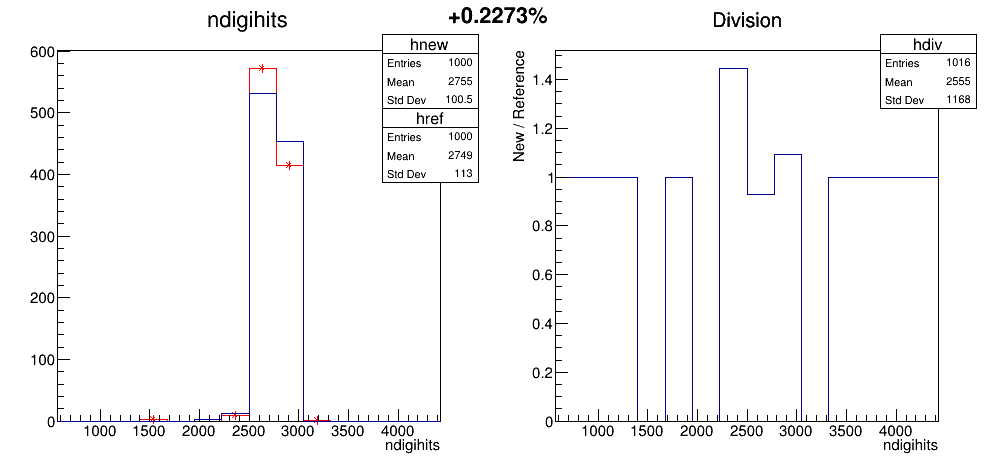 +0.2273%
ndigihits
hnew
Entries 1000
Mean 2755
Std Dev 100.5
href
Entries 1000
Mean 2749
Std Dev 113
600
500
400
300
200
100
0
1000 1500 2000 2500 3000 3500 4000
ndigihits
Division
hdiv
Entries 1016
Mean 2555
Std Dev 1168
New / Reference
1.4
1.2
1
0.8
0.6
0.4
0.2
0
1000 1500 2000 2500 3000 3500 4000
ndigihits